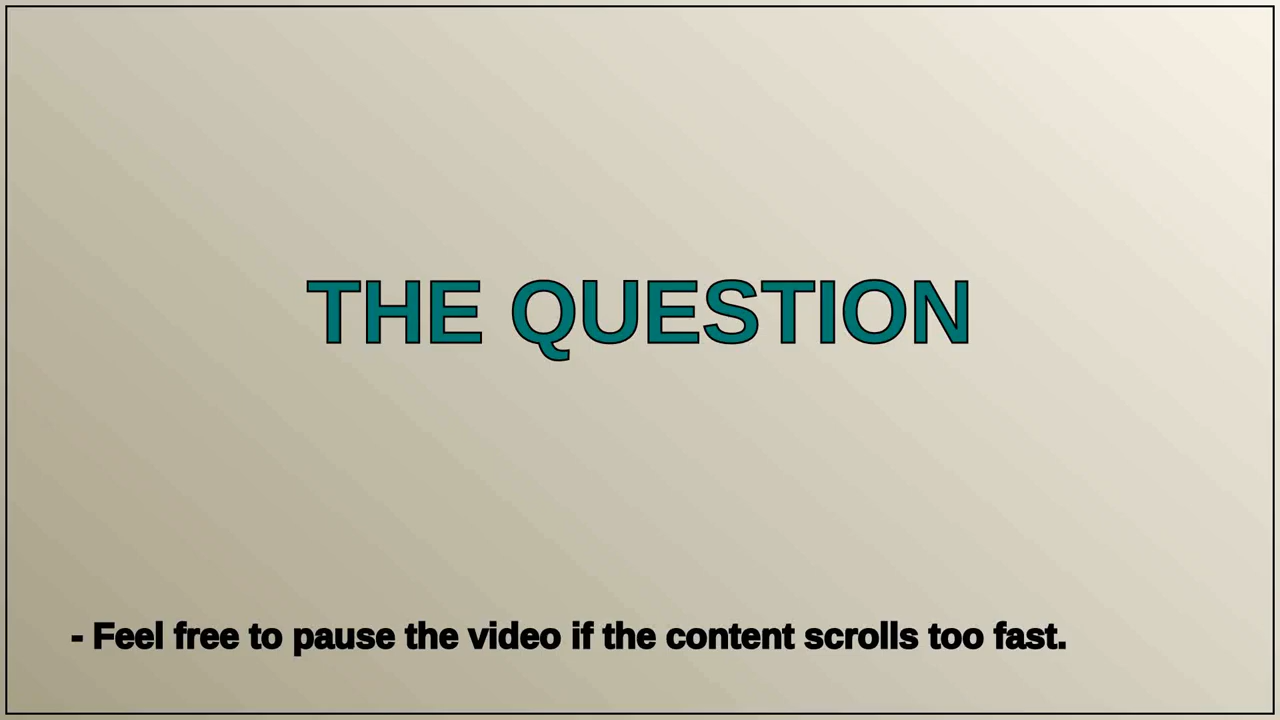 THE QUESTION
- Feel free to pause the video if the content scrolls too fast.